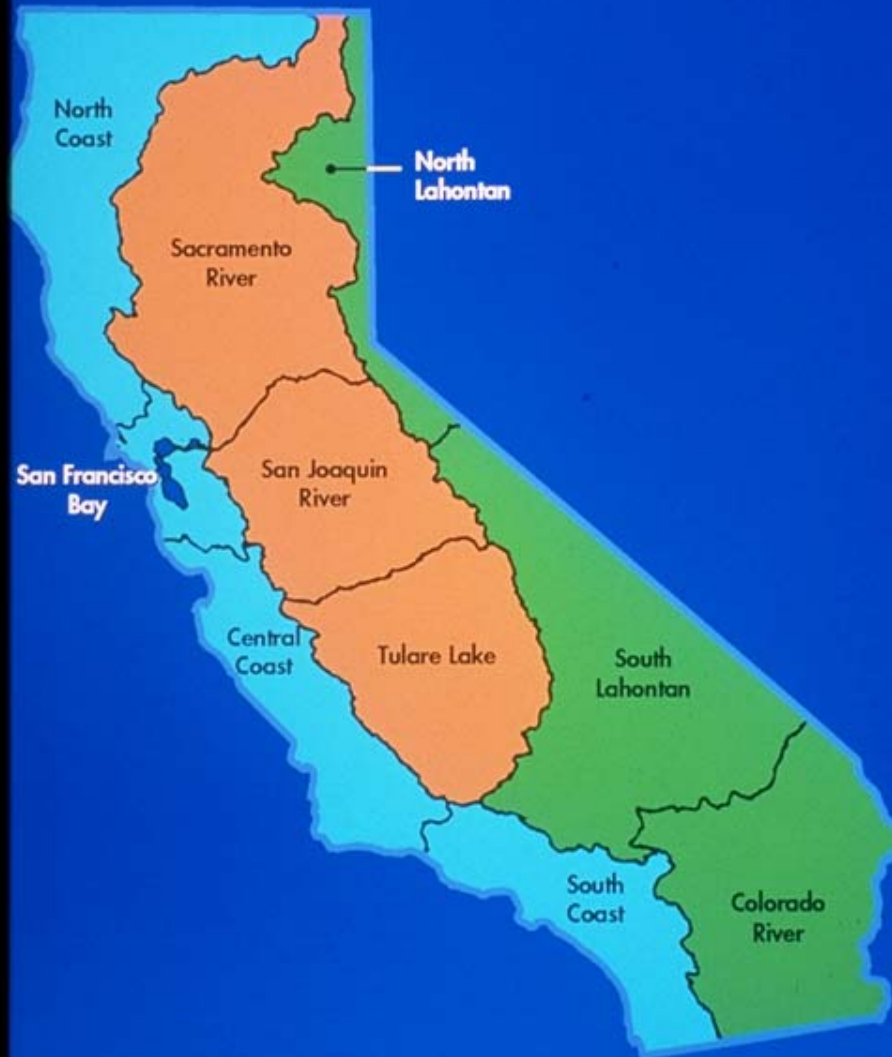 North
Coast
North
Lahontan
Sacramento
River
San Francisco
Bay
San Joaquin
River
Central
Coast
Tulare Lake
South
Lahontan
South
Coast
Colorado
River